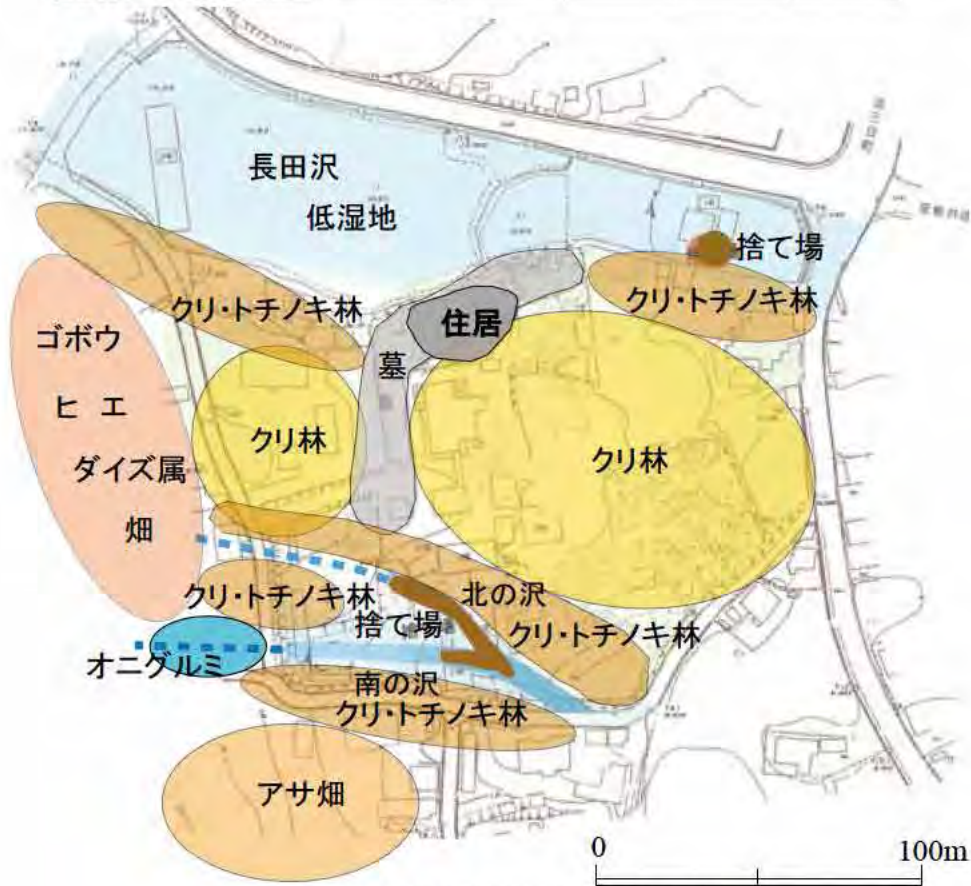 長田沢
低湿地
捨て場
クリ・トチノキ林
クリ・トチノキ林
住居
墓
ゴボウ
ヒエ
ダイズ属
畑
クリ林
クリ林
クリ・トチノキ林
北の沢
捨て場
クリ・トチノキ林
オニグルミ
南の沢
クリ・トチノキ林
アサ畑
0 100m